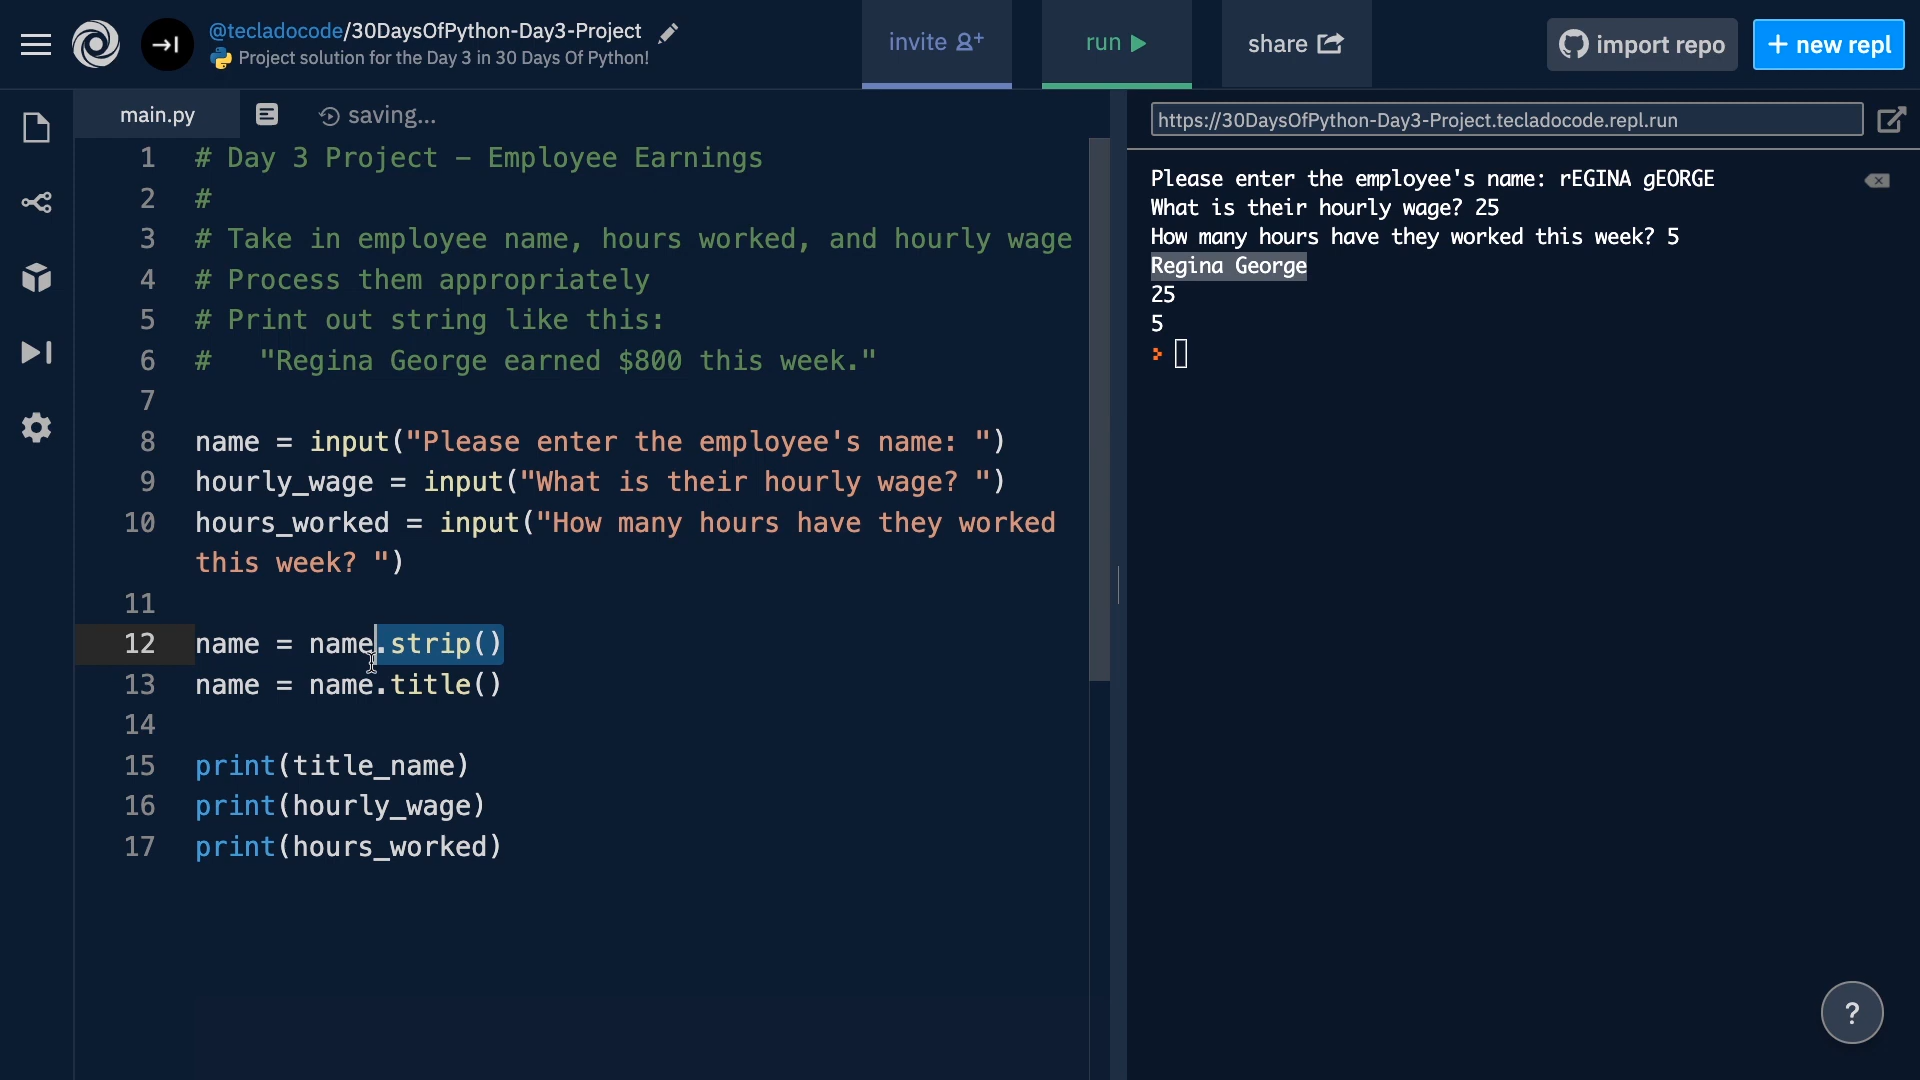 @tecladocode/30DaysOfPython-Day3-Project
Project solution for the Day 3 in 30 Days Of Python!
invite
run
share
import repo
+ new repl
main.py
saving...
1 # Day 3 Project – Employee Earnings
2 #
3 # Take in employee name, hours worked, and hourly wage
4 # Process them appropriately
5 # Print out string like this:
6 #   "Regina George earned $800 this week."
7
8 name = input("Please enter the employee's name: ")
9 hourly_wage = input("What is their hourly wage? ")
10 hours_worked = input("How many hours have they worked
this week? ")
11
12 name = name.strip()
13 name = name.title()
14
15 print(title_name)
16 print(hourly_wage)
17 print(hours_worked)
https://30DaysOfPython-Day3-Project.tecladocode.repl.run
Please enter the employee's name: rEGINA gEORGE
What is their hourly wage? 25
How many hours have they worked this week? 5
Regina George
25
5
?